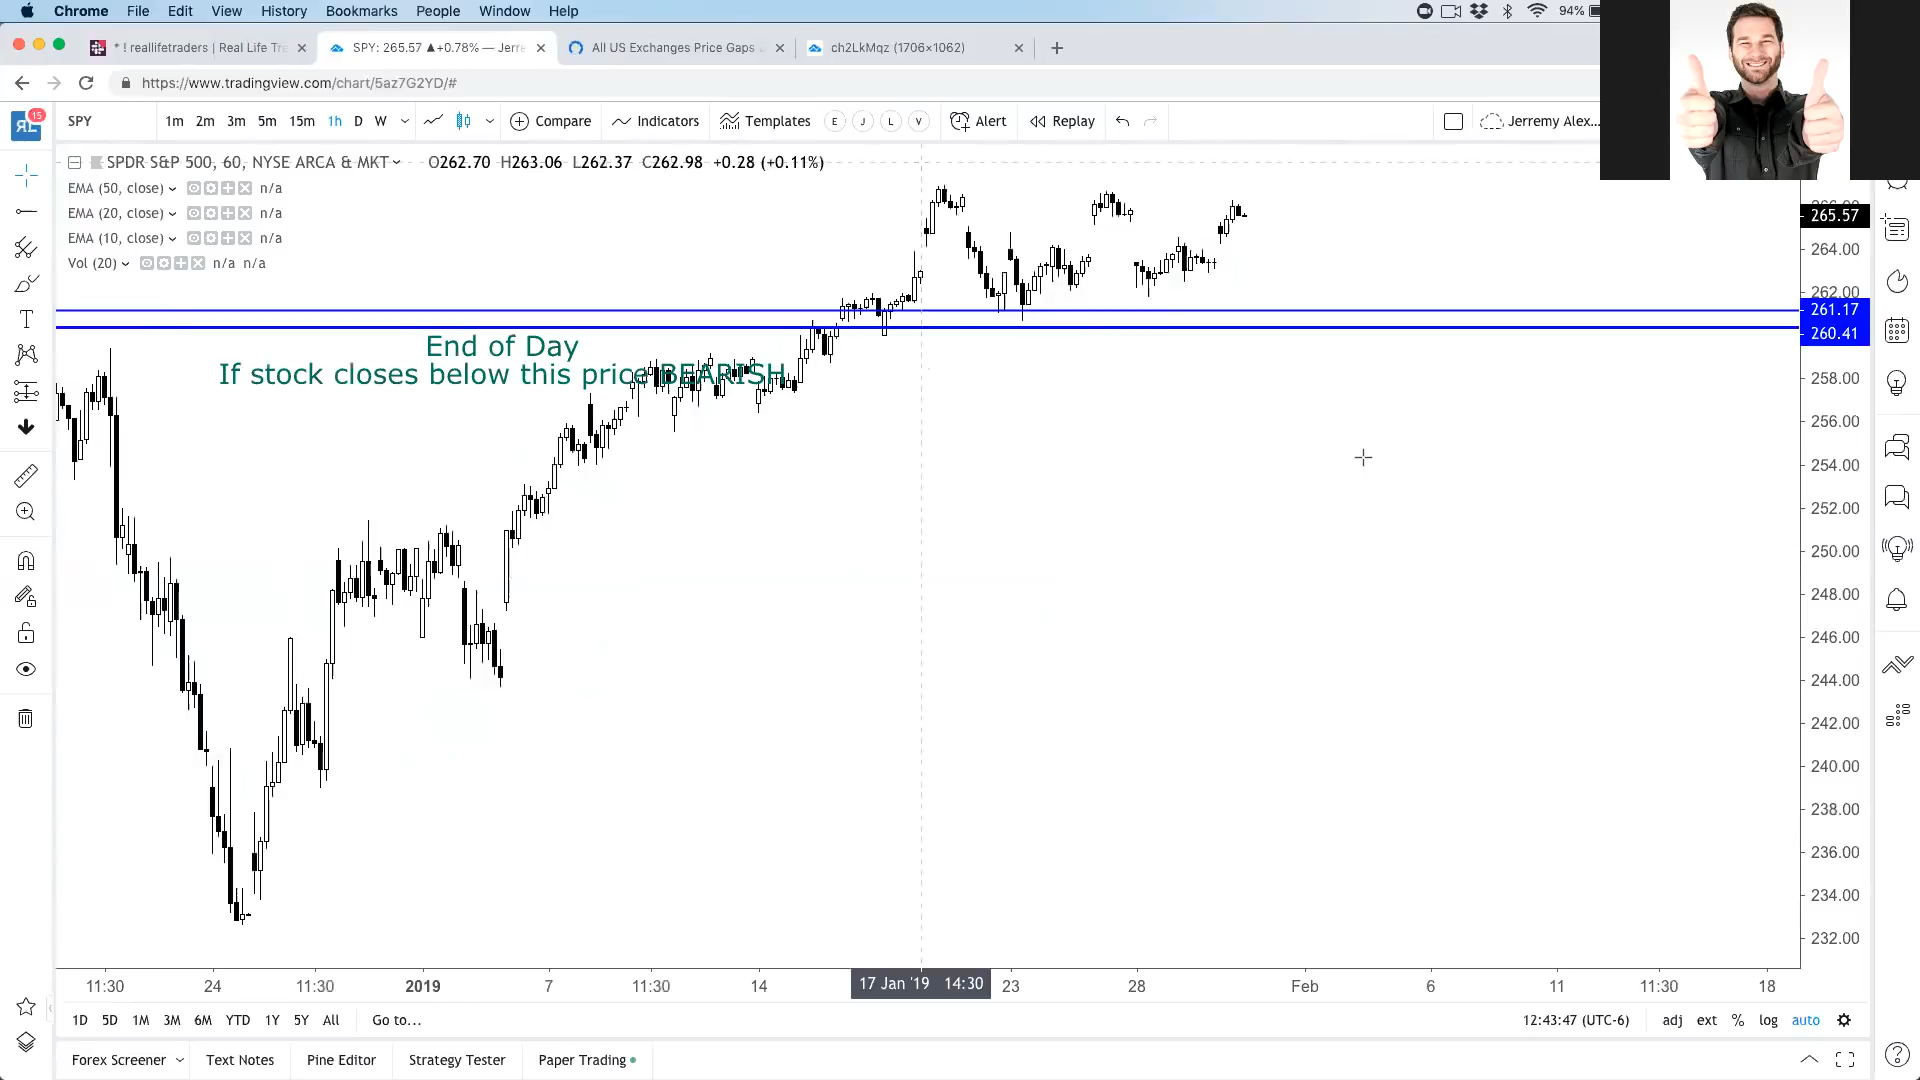 Chrome File Edit View History Bookmarks People Window Help 94%
* ! reallifetraders | Real Life Tre SPY: 265.57 ▲+0.78% — Jerre All US Exchanges Price Gaps ch2LkMqz (1706×1062)
https://www.tradingview.com/chart/5az7G2YD/#
15 SPY 1m 2m 3m 5m 15m 1h D W Compare Indicators Templates E J L V Alert Replay Jerremy Alex...
SPDR S&P 500, 60, NYSE ARCA & MKT O262.70 H263.06 L262.37 C262.98 +0.28 (+0.11%)
EMA (50, close) n/a
EMA (20, close) n/a
EMA (10, close) n/a
Vol (20) n/a n/a
265.57
264.00
262.00
261.17
260.41
End of Day
If stock closes below this price BEARISH
258.00
256.00
254.00
252.00
250.00
248.00
246.00
244.00
242.00
240.00
238.00
236.00
234.00
232.00
11:30 24 11:30 2019 7 11:30 14 17 Jan '19 14:30 23 28 Feb 6 11 11:30 18
1D 5D 1M 3M 6M YTD 1Y 5Y All Go to... 12:43:47 (UTC-6) adj ext % log auto
Forex Screener Text Notes Pine Editor Strategy Tester Paper Trading